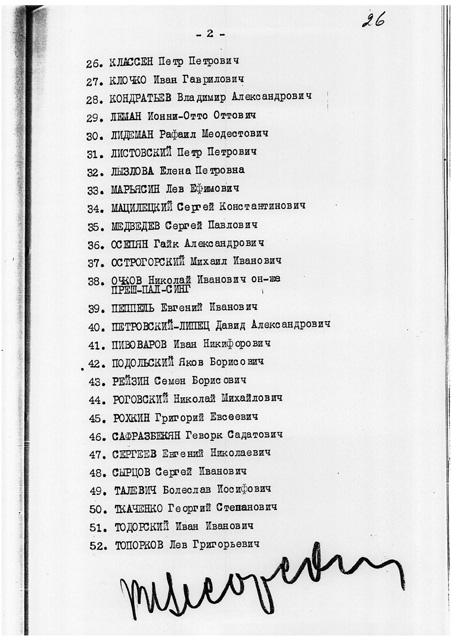 - 2 -
26
26. КЛАССЕН Петр Петрович
27. КЛОЧКО Иван Гаврилович
28. КОНДРАТЬЕВ Владимир Александрович
29. ЛЕМАН Ионни-Отто Оттович
30. ЛИДЕМАН Рафаил Меодестович
31. ЛИСТОВСКИЙ Петр Петрович
32. ЛЫЗЛОВА Елена Петровна
33. МАРЬЯСИН Лев Ефимович
34. МАЦИЛЕЦКИЙ Сергей Константинович
35. МЕДВЕДЕВ Сергей Павлович
36. ОСЕПЯН Гайк Александрович
37. ОСТРОГОРСКИЙ Михаил Иванович
38. ОЧКОВ Николай Иванович он-же
ПРЕШ-ПАЛ-СИНГ
39. ПЕППЕЛЬ Евгений Иванович
40. ПЕТРОВСКИЙ-ЛИПЕЦ Давид Александрович
41. ПИВОВАРОВ Иван Никифорович
42. ПОДОЛЬСКИЙ Яков Борисович
43. РЕЙЗИН Семен Борисович
44. РОГОВСКИЙ Николай Михайлович
45. РОХКИН Григорий Евсеевич
46. САФРАЗБЕКЯН Геворк Садатович
47. СЕРГЕЕВ Евгений Николаевич
48. СЫРЦОВ Сергей Иванович
49. ТАЛЕВИЧ Болеслав Иосифович
50. ТКАЧЕНКО Георгий Степанович
51. ТОДОРСКИЙ Иван Иванович
52. ТОПОРКОВ Лев Григорьевич